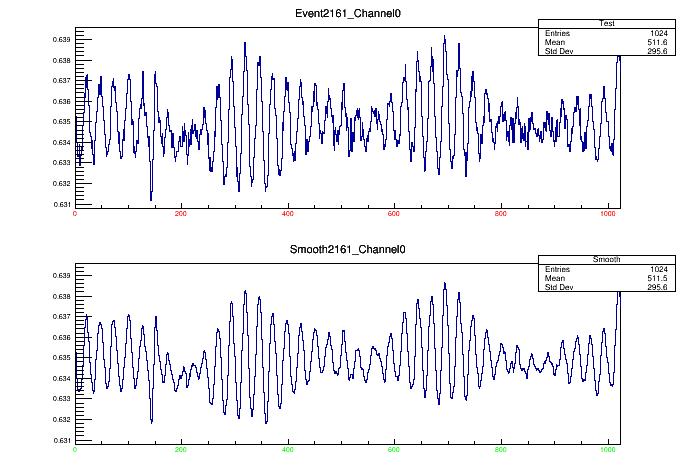 Event2161_Channel0
Test
Entries 1024
Mean 511.6
Std Dev 295.6
0.639
0.638
0.637
0.636
0.635
0.634
0.633
0.632
0.631
0 200 400 600 800 1000
Smooth2161_Channel0
Smooth
Entries 1024
Mean 511.5
Std Dev 295.6
0.639
0.638
0.637
0.636
0.635
0.634
0.633
0.632
0.631
0 200 400 600 800 1000